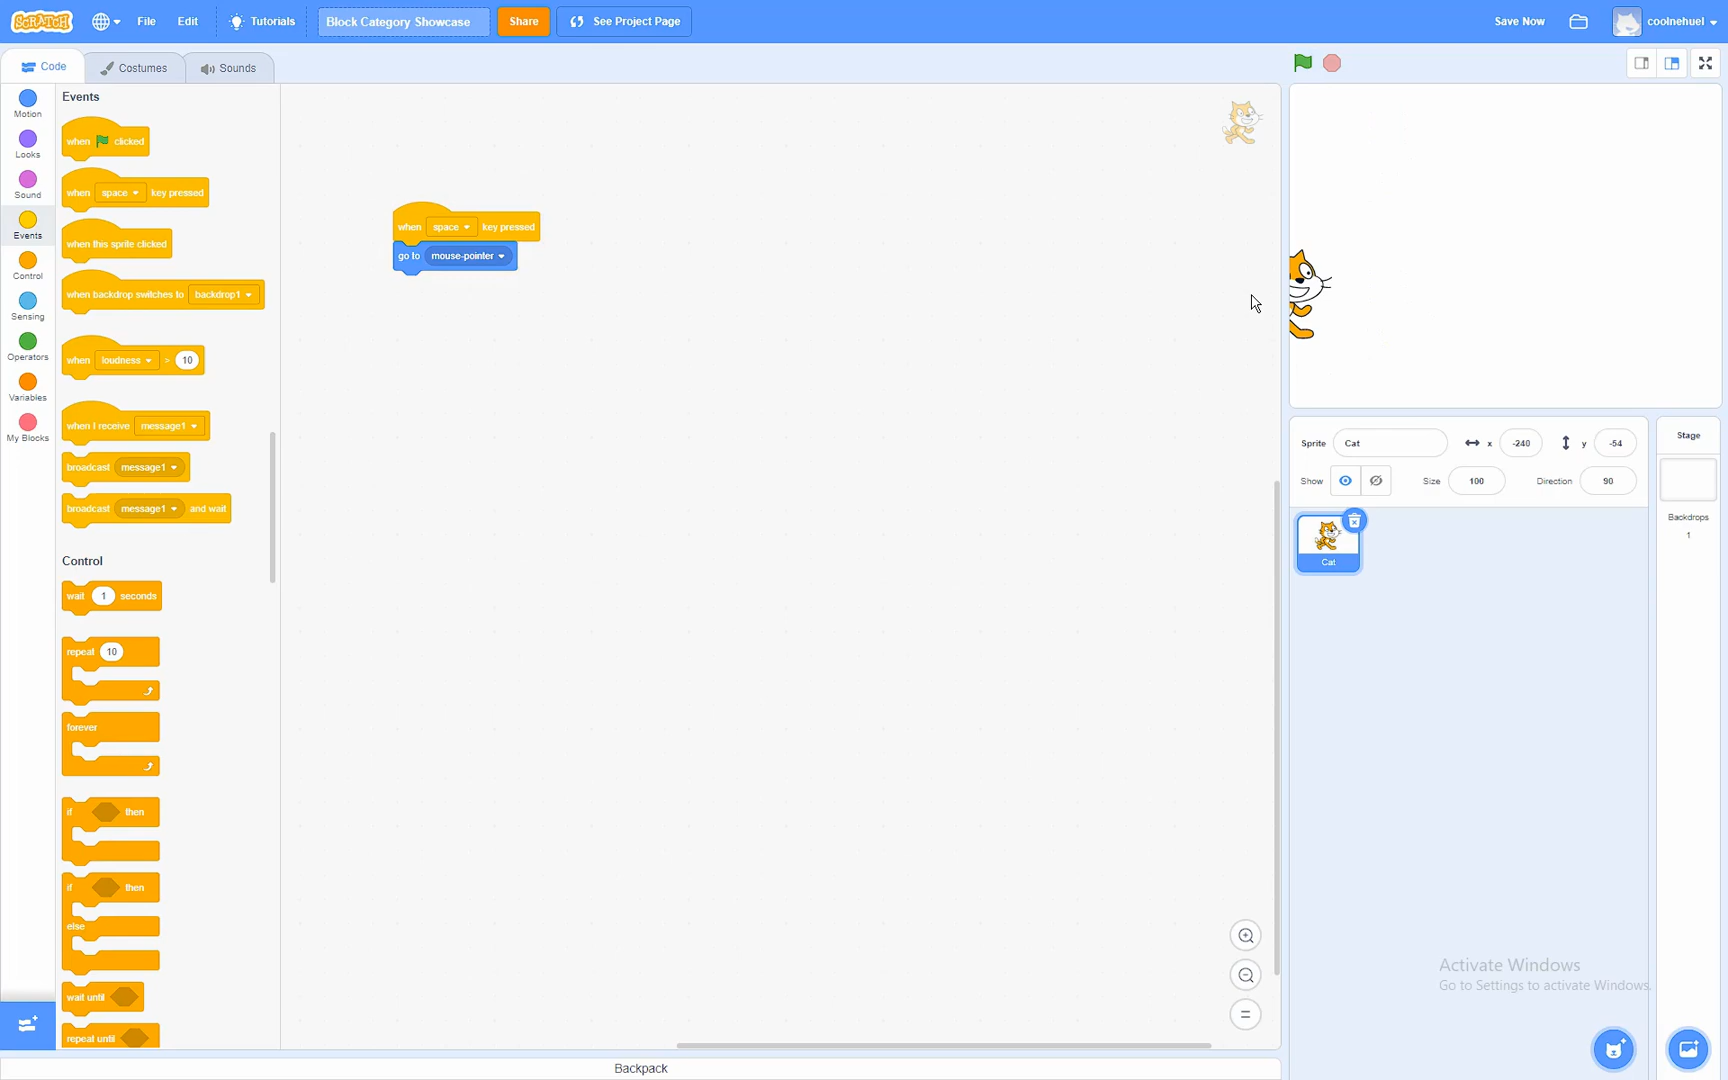 SCRATCH File Edit Tutorials Block Category Showcase Share See Project Page Save Now coolnehuel
Code Costumes Sounds
Motion
Looks
Sound
Events
Control
Sensing
Operators
Variables
My Blocks
Events
when clicked
when space key pressed
when this sprite clicked
when backdrop switches to backdrop1
when loudness > 10
when I receive message1
broadcast message1
broadcast message1 and wait
Control
wait 1 seconds
repeat 10
forever
if then
if then
else
wait until
repeat until
when space key pressed
go to mouse-pointer
Sprite Cat x -240 y -54
Show Size 100 Direction 90
Cat
Stage
Backdrops
1
Activate Windows
Go to Settings to activate Windows.
Backpack